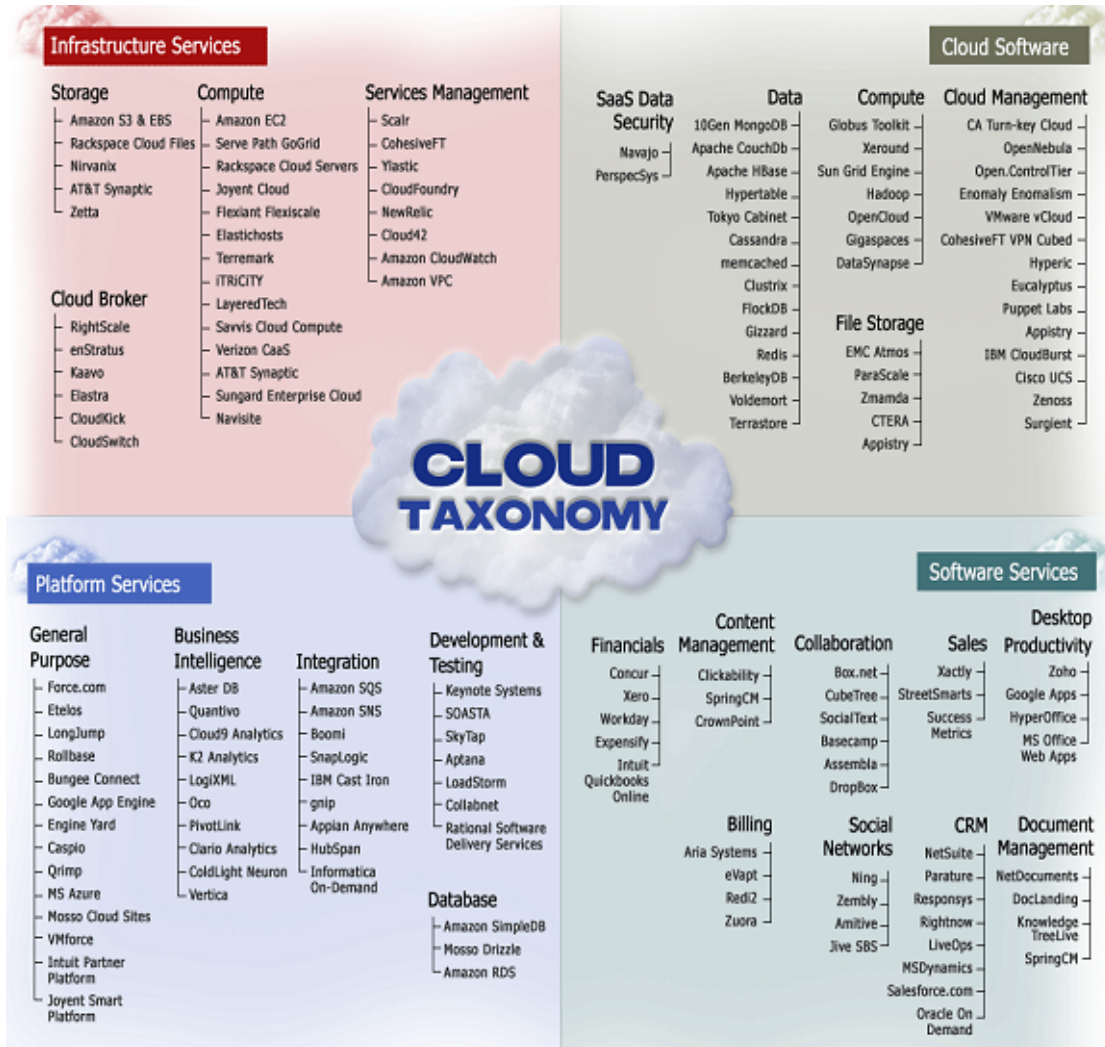 Infrastructure Services
Storage
Amazon S3 & EBS
Rackspace Cloud Files
Nirvanix
AT&T Synaptic
Zetta
Cloud Broker
RightScale
enStratus
Kaavo
Elastra
CloudKick
CloudSwitch
Compute
Amazon EC2
Serve Path GoGrid
Rackspace Cloud Servers
Joyent Cloud
Flexiant Flexiscale
Elastichosts
Terremark
iTRiCiTY
LayeredTech
Savvis Cloud Compute
Verizon CaaS
AT&T Synaptic
Sungard Enterprise Cloud
Navisite
Services Management
Scalr
CohesiveFT
Ylastic
CloudFoundry
NewRelic
Cloud42
Amazon CloudWatch
Amazon VPC
Cloud Software
SaaS Data
Security
Navajo
PerspecSys
Data
10Gen MongoDB
Apache CouchDb
Apache HBase
Hypertable
Tokyo Cabinet
Cassandra
memcached
Clustrix
FlockDB
Gizzard
Redis
BerkeleyDB
Voldemort
Terrastore
Compute
Globus Toolkit
Xeround
Sun Grid Engine
Hadoop
OpenCloud
Gigaspaces
DataSynapse
File Storage
EMC Atmos
ParaScale
Zmamda
CTERA
Appistry
Cloud Management
CA Turn-key Cloud
OpenNebula
Open.ControlTier
Enomaly Enomalism
VMware vCloud
CohesiveFT VPN Cubed
Hyperic
Eucalyptus
Puppet Labs
Appistry
IBM CloudBurst
Cisco UCS
Zenoss
Surgient
CLOUD
TAXONOMY
Platform Services
General
Purpose
Force.com
Etelos
LongJump
Rollbase
Bungee Connect
Google App Engine
Engine Yard
Caspio
Qrimp
MS Azure
Mosso Cloud Sites
VMforce
Intuit Partner
Platform
Joyent Smart
Platform
Business
Intelligence
Aster DB
Quantivo
Cloud9 Analytics
K2 Analytics
LogiXML
Oco
PivotLink
Clario Analytics
ColdLight Neuron
Vertica
Integration
Amazon SQS
Amazon SNS
Boomi
SnapLogic
IBM Cast Iron
gnip
Appian Anywhere
HubSpan
Informatica
On-Demand
Development &
Testing
Keynote Systems
SOASTA
SkyTap
Aptana
LoadStorm
Collabnet
Rational Software
Delivery Services
Database
Amazon SimpleDB
Mosso Drizzle
Amazon RDS
Software Services
Financials
Concur
Xero
Workday
Expensify
Intuit
Quickbooks
Online
Content
Management
Clickability
SpringCM
CrownPoint
Collaboration
Box.net
CubeTree
SocialText
Basecamp
Assembla
DropBox
Sales
Xactly
StreetSmarts
Success
Metrics
Desktop
Productivity
Zoho
Google Apps
HyperOffice
MS Office
Web Apps
Billing
Aria Systems
eVapt
Redi2
Zuora
Social
Networks
Ning
Zembly
Amitive
Jive SBS
CRM
NetSuite
Parature
Responsys
Rightnow
LiveOps
MSDynamics
Salesforce.com
Oracle On
Demand
Document
Management
NetDocuments
DocLanding
Knowledge
TreeLive
SpringCM